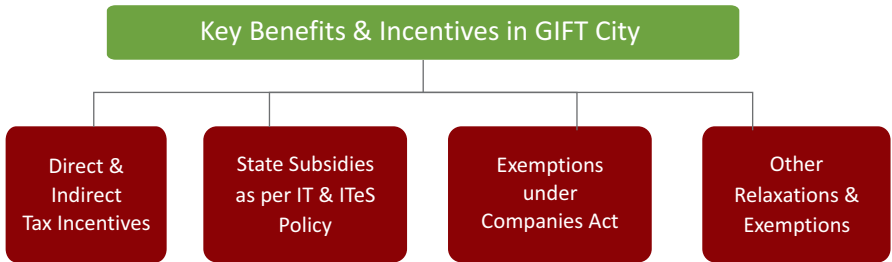 Key Benefits & Incentives in GIFT City
Direct &
Indirect
Tax Incentives
State Subsidies
as per IT & ITeS
Policy
Exemptions
under
Companies Act
Other
Relaxations &
Exemptions